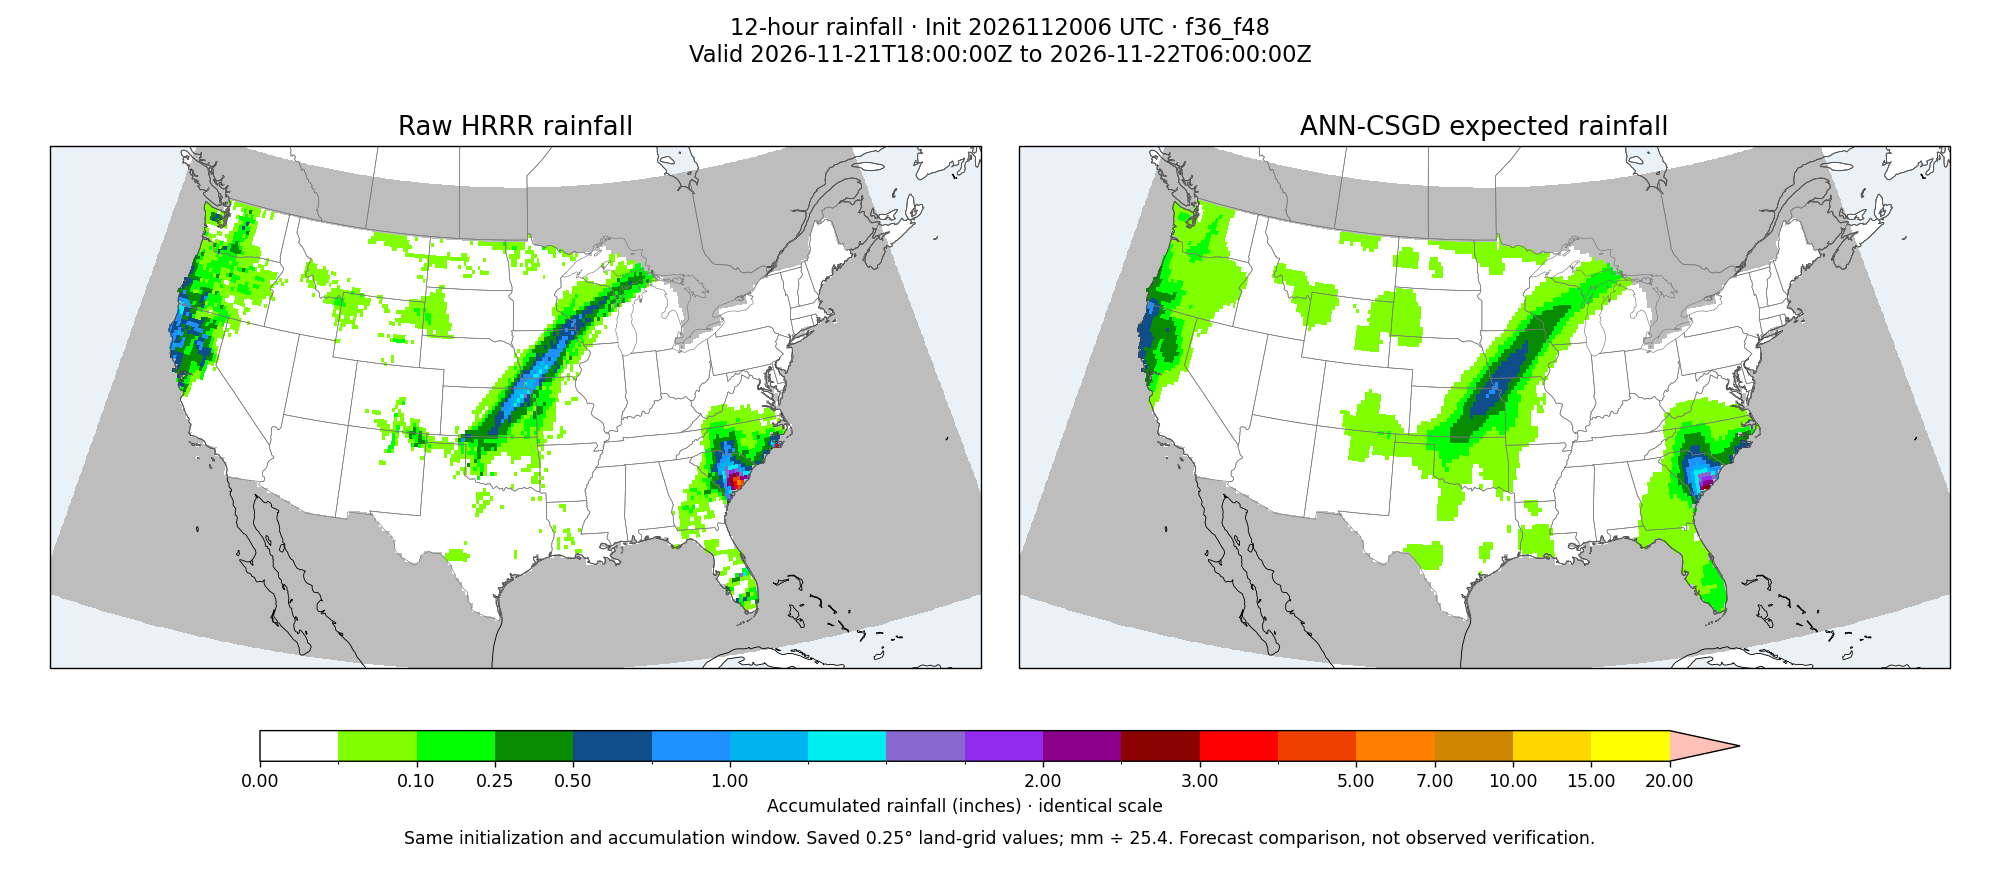 12-hour rainfall · Init 2026112006 UTC · f36_f48
Valid 2026-11-21T18:00:00Z to 2026-11-22T06:00:00Z
Raw HRRR rainfall
ANN-CSGD expected rainfall
0.00 0.10 0.25 0.50 1.00 2.00 3.00 5.00 7.00 10.00 15.00 20.00
Accumulated rainfall (inches) · identical scale
Same initialization and accumulation window. Saved 0.25° land-grid values; mm ÷ 25.4. Forecast comparison, not observed verification.